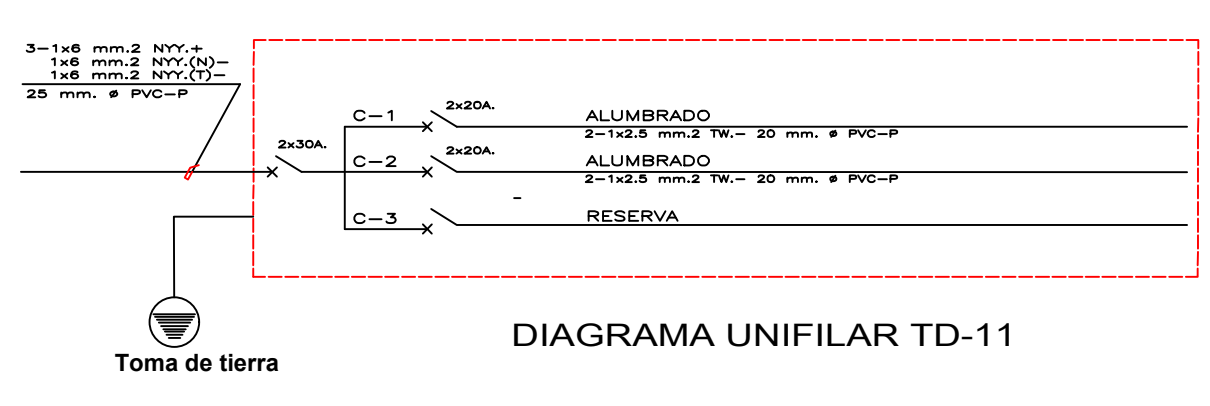 3-1x6 mm.2 NYY.+
1x6 mm.2 NYY.(N)-
1x6 mm.2 NYY.(T)-
25 mm. ø PVC-P
2x30A.
C-1
2x20A.
ALUMBRADO
2-1x2.5 mm.2 TW.- 20 mm. ø PVC-P
C-2
2x20A.
ALUMBRADO
2-1x2.5 mm.2 TW.- 20 mm. ø PVC-P
-
C-3
RESERVA
Toma de tierra
DIAGRAMA UNIFILAR TD-11